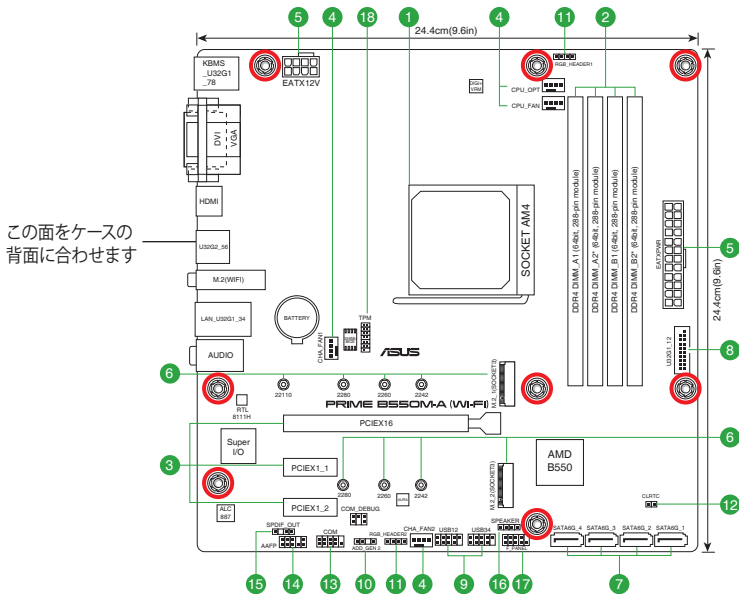 5
4
18
1
4
11
2
24.4cm(9.6in)
KBMS
_U32G1
_78
EATX12V
RGB_HEADER1
DIGI+
VRM
CPU_OPT
CPU_FAN
DVI
VGA
HDMI
この面をケースの
背面に合わせます
U32G2_56
M.2(WIFI)
LAN_U32G1_34
AUDIO
BATTERY
CHA_FAN1
TPM
SOCKET AM4
DDR4 DIMM_A1 (64bit, 288-pin module)
DDR4 DIMM_A2* (64bit, 288-pin module)
DDR4 DIMM_B1 (64bit, 288-pin module)
DDR4 DIMM_B2* (64bit, 288-pin module)
EATXPWR
5
24.4cm(9.6in)
U32G1_12
8
ASUS
6
22110
2280
2260
2242
M.2_1(SOCKET3)
RTL
8111H
PRIME B550M-A (WI-FI)
PCIEX16
Super
I/O
3
PCIEX1_1
PCIEX1_2
2280
2260
2242
M.2_2(SOCKET3)
AMD
B550
6
CLRTC
12
ALC
887
SPDIF_OUT
AAFP
COM
COM_DEBUG
ADD_GEN 2
RGB_HEADER2
CHA_FAN2
USB12
USB34
SPEAKER
F_PANEL
SATA6G_4
SATA6G_3
SATA6G_2
SATA6G_1
15
14
13
10
11
4
9
16
17
7